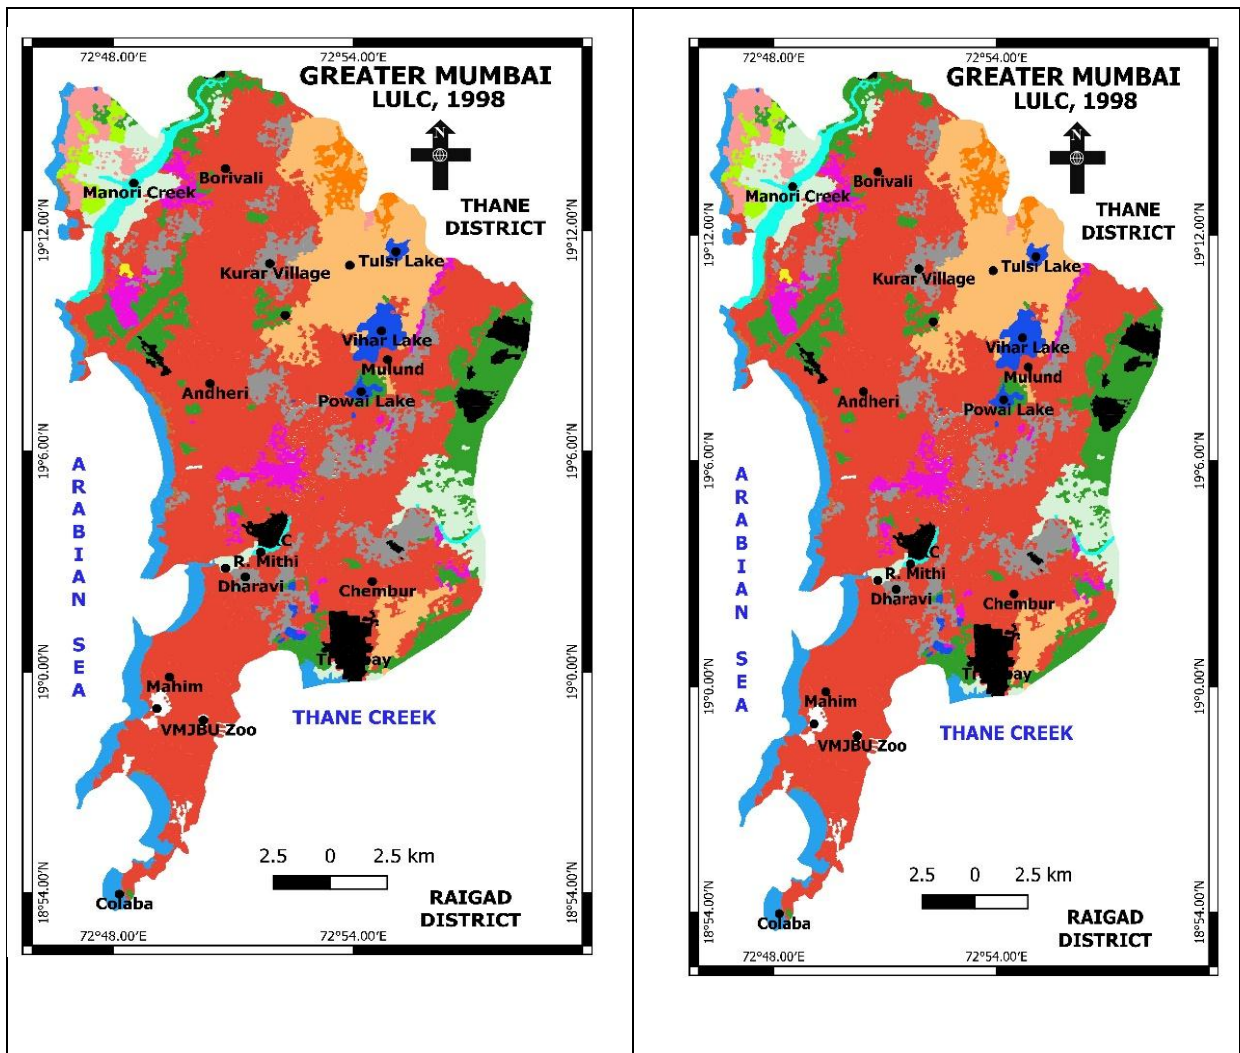 72°48.00'E 72°54.00'E
GREATER MUMBAI
LULC, 1998
N
Borivali
Manori Creek
THANE
DISTRICT
19°12.00'N 19°12.00'N
Tulsi Lake
Kurar Village
Vihar Lake
Mulund
Andheri
Powai Lake
19°6.00'N 19°6.00'N
ARABIAN SEA
R. Mithi
Dharavi
Chembur
19°0.00'N 19°0.00'N
Mahim
THANE CREEK
VMJBU Zoo
2.5 0 2.5 km
18°54.00'N 18°54.00'N
RAIGAD
DISTRICT
Colaba
72°48.00'E 72°54.00'E
72°48.00'E 72°54.00'E
GREATER MUMBAI
LULC, 1998
N
Borivali
Manori Creek
THANE
DISTRICT
19°12.00'N 19°12.00'N
Tulsi Lake
Kurar Village
Vihar Lake
Mulund
Andheri
Powai Lake
19°6.00'N 19°6.00'N
ARABIAN SEA
R. Mithi
Dharavi
Chembur
19°0.00'N 19°0.00'N
Mahim
THANE CREEK
VMJBU Zoo
2.5 0 2.5 km
18°54.00'N 18°54.00'N
RAIGAD
DISTRICT
Colaba
72°48.00'E 72°54.00'E